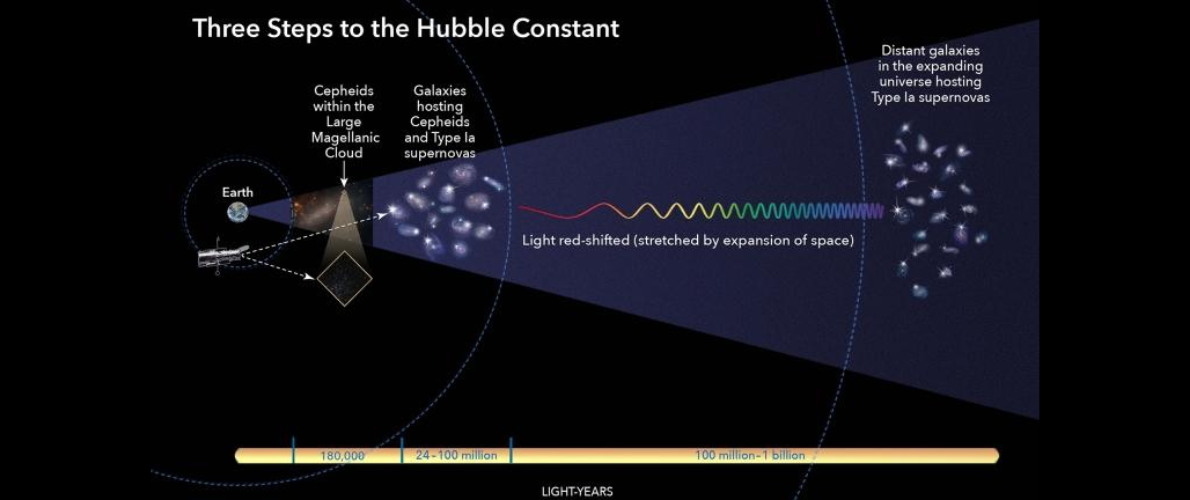 Three Steps to the Hubble Constant
Distant galaxies
in the expanding
universe hosting
Type Ia supernovas
Cepheids
within the
Large
Magellanic
Cloud
Galaxies
hosting
Cepheids
and Type Ia
supernovas
Earth
Light red-shifted (stretched by expansion of space)
180,000
24–100 million
100 million–1 billion
LIGHT-YEARS